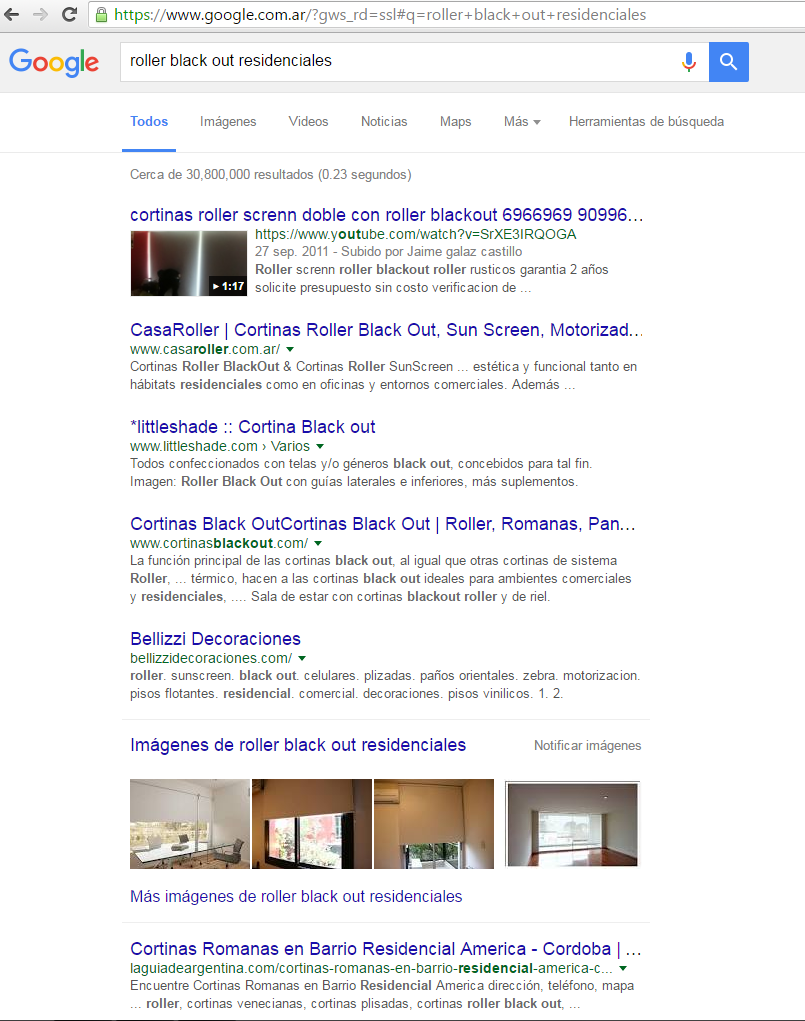 https://www.google.com.ar/?gws_rd=ssl#q=roller+black+out+residenciales
Google
roller black out residenciales
Todos Imágenes Videos Noticias Maps Más Herramientas de búsqueda
Cerca de 30,800,000 resultados (0.23 segundos)
cortinas roller screnn doble con roller blackout 6966969 90996...
https://www.youtube.com/watch?v=SrXE3IRQOGA
27 sep. 2011 - Subido por Jaime galaz castillo
Roller screnn roller blackout roller rusticos garantia 2 años
solicite presupuesto sin costo verificacion de ...
1:17
CasaRoller | Cortinas Roller Black Out, Sun Screen, Motorizad...
www.casaroller.com.ar/
Cortinas Roller BlackOut & Cortinas Roller SunScreen ... estética y funcional tanto en
hábitats residenciales como en oficinas y entornos comerciales. Además ...
*littleshade :: Cortina Black out
www.littleshade.com › Varios
Todos confeccionados con telas y/o géneros black out, concebidos para tal fin.
Imagen: Roller Black Out con guías laterales e inferiores, más suplementos.
Cortinas Black OutCortinas Black Out | Roller, Romanas, Pan...
www.cortinasblackout.com/
La función principal de las cortinas black out, al igual que otras cortinas de sistema
Roller, ... térmico, hacen a las cortinas black out ideales para ambientes comerciales
y residenciales, .... Sala de estar con cortinas blackout roller y de riel.
Bellizzi Decoraciones
bellizzidecoraciones.com/
roller. sunscreen. black out. celulares. plizadas. paños orientales. zebra. motorizacion.
pisos flotantes. residencial. comercial. decoraciones. pisos vinilicos. 1. 2.
Imágenes de roller black out residenciales Notificar imágenes
Más imágenes de roller black out residenciales
Cortinas Romanas en Barrio Residencial America - Cordoba | ...
laguiadeargentina.com/cortinas-romanas-en-barrio-residencial-america-c...
Encuentre Cortinas Romanas en Barrio Residencial America dirección, teléfono, mapa
... roller, cortinas venecianas, cortinas plisadas, cortinas roller black out, ...